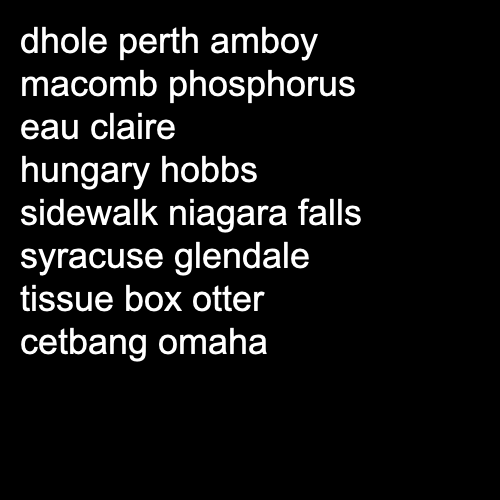 dhole perth amboy
macomb phosphorus
eau claire
hungary hobbs
sidewalk niagara falls
syracuse glendale
tissue box otter
cetbang omaha